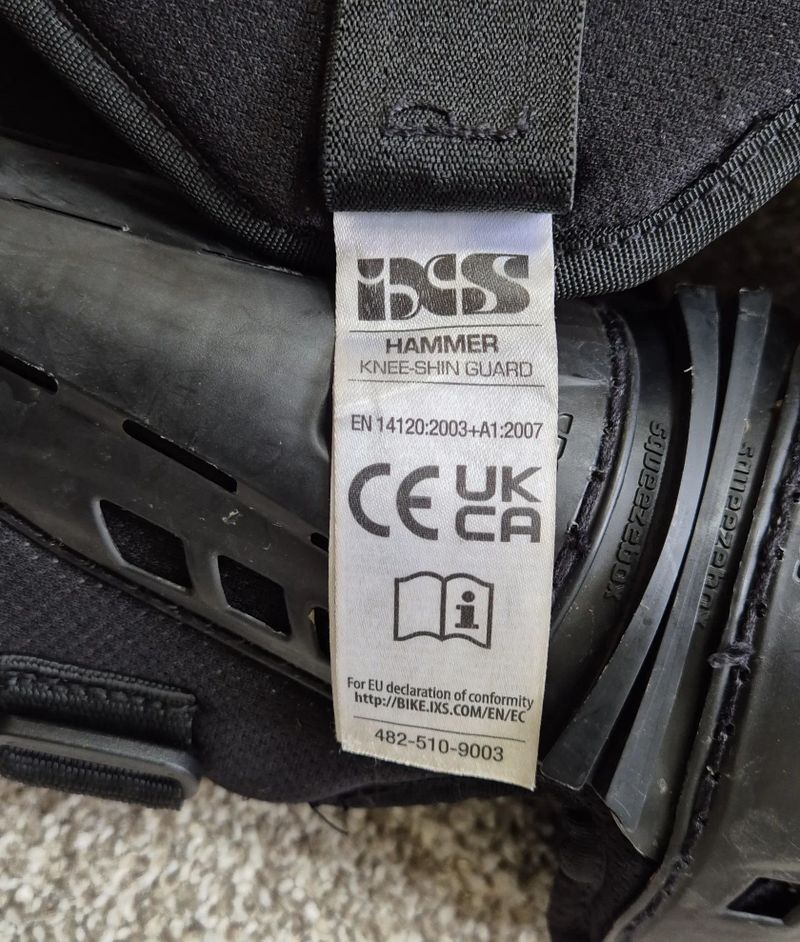 iXS
HAMMER
KNEE-SHIN GUARD
EN 14120:2003+A1:2007
CE UK
CA
i
For EU declaration of conformity
http://BIKE.IXS.COM/EN/EC
482-510-9003
squeezebox
squeezebox